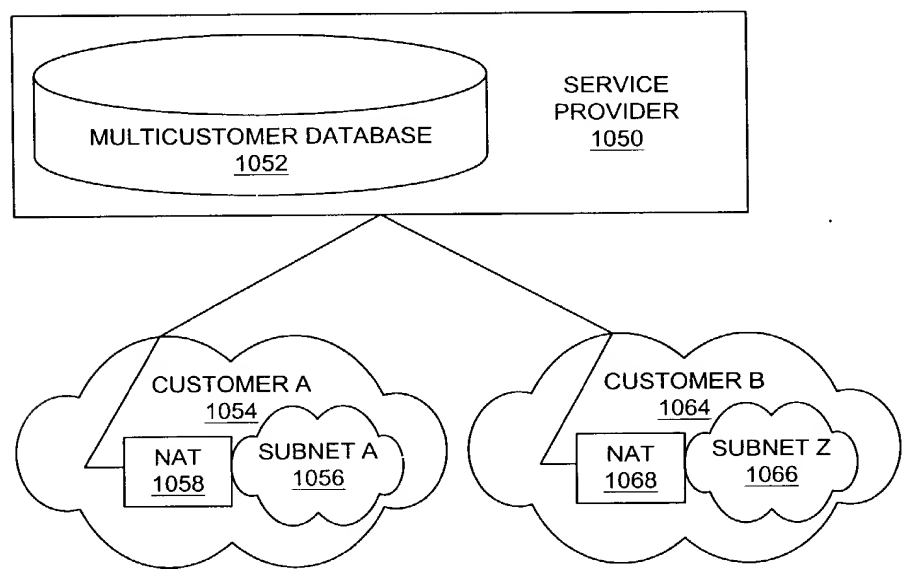 SERVICE
PROVIDER
1050
MULTICUSTOMER DATABASE
1052
CUSTOMER A
1054
NAT
1058
SUBNET A
1056
CUSTOMER B
1064
NAT
1068
SUBNET Z
1066